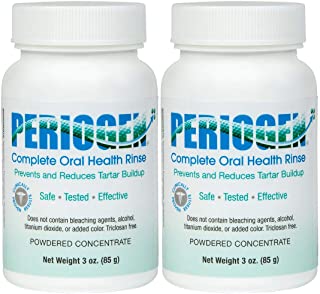 PERIOGEN
Complete Oral Health Rinse
Prevents and Reduces Tartar Buildup
Safe • Tested • Effective
Does not contain bleaching agents, alcohol,
titanium dioxide, or added color. Triclosan free.
POWDERED CONCENTRATE
Net Weight 3 oz. (85 g)
PERIOGEN
Complete Oral Health Rinse
Prevents and Reduces Tartar Buildup
Safe • Tested • Effective
Does not contain bleaching agents, alcohol,
titanium dioxide, or added color. Triclosan free.
POWDERED CONCENTRATE
Net Weight 3 oz. (85 g)